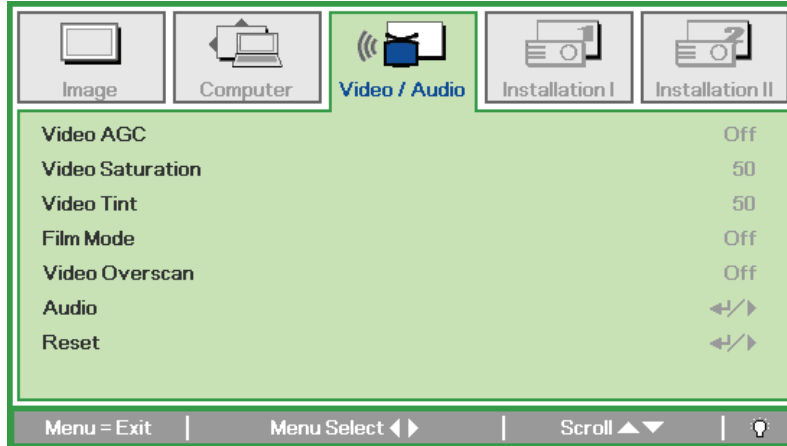 Image Computer Video / Audio Installation I Installation II
Video AGC Off
Video Saturation 50
Video Tint 50
Film Mode Off
Video Overscan Off
Audio
Reset
Menu = Exit Menu Select Scroll